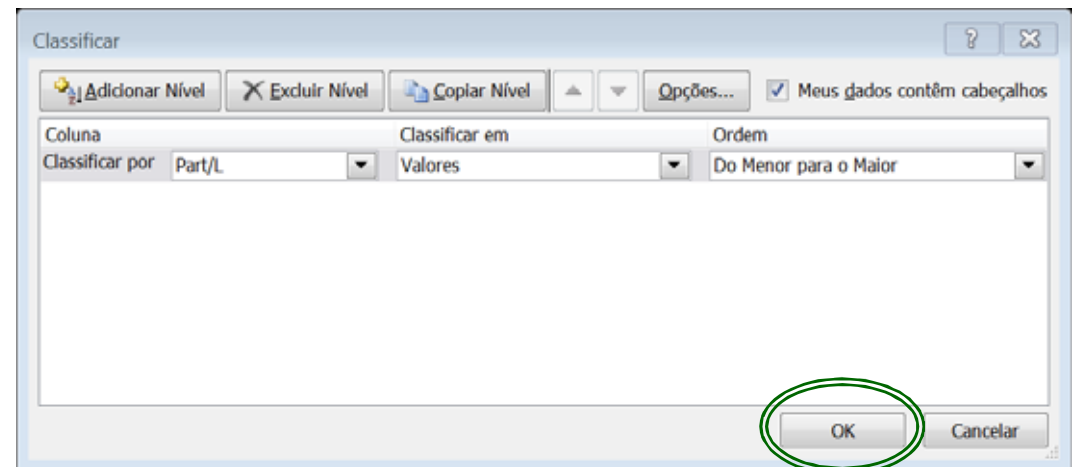 Classificar
Adicionar Nível Excluir Nível Copiar Nível Opções... Meus dados contêm cabeçalhos
Coluna Classificar em Ordem
Classificar por Part/L Valores Do Menor para o Maior
OK Cancelar